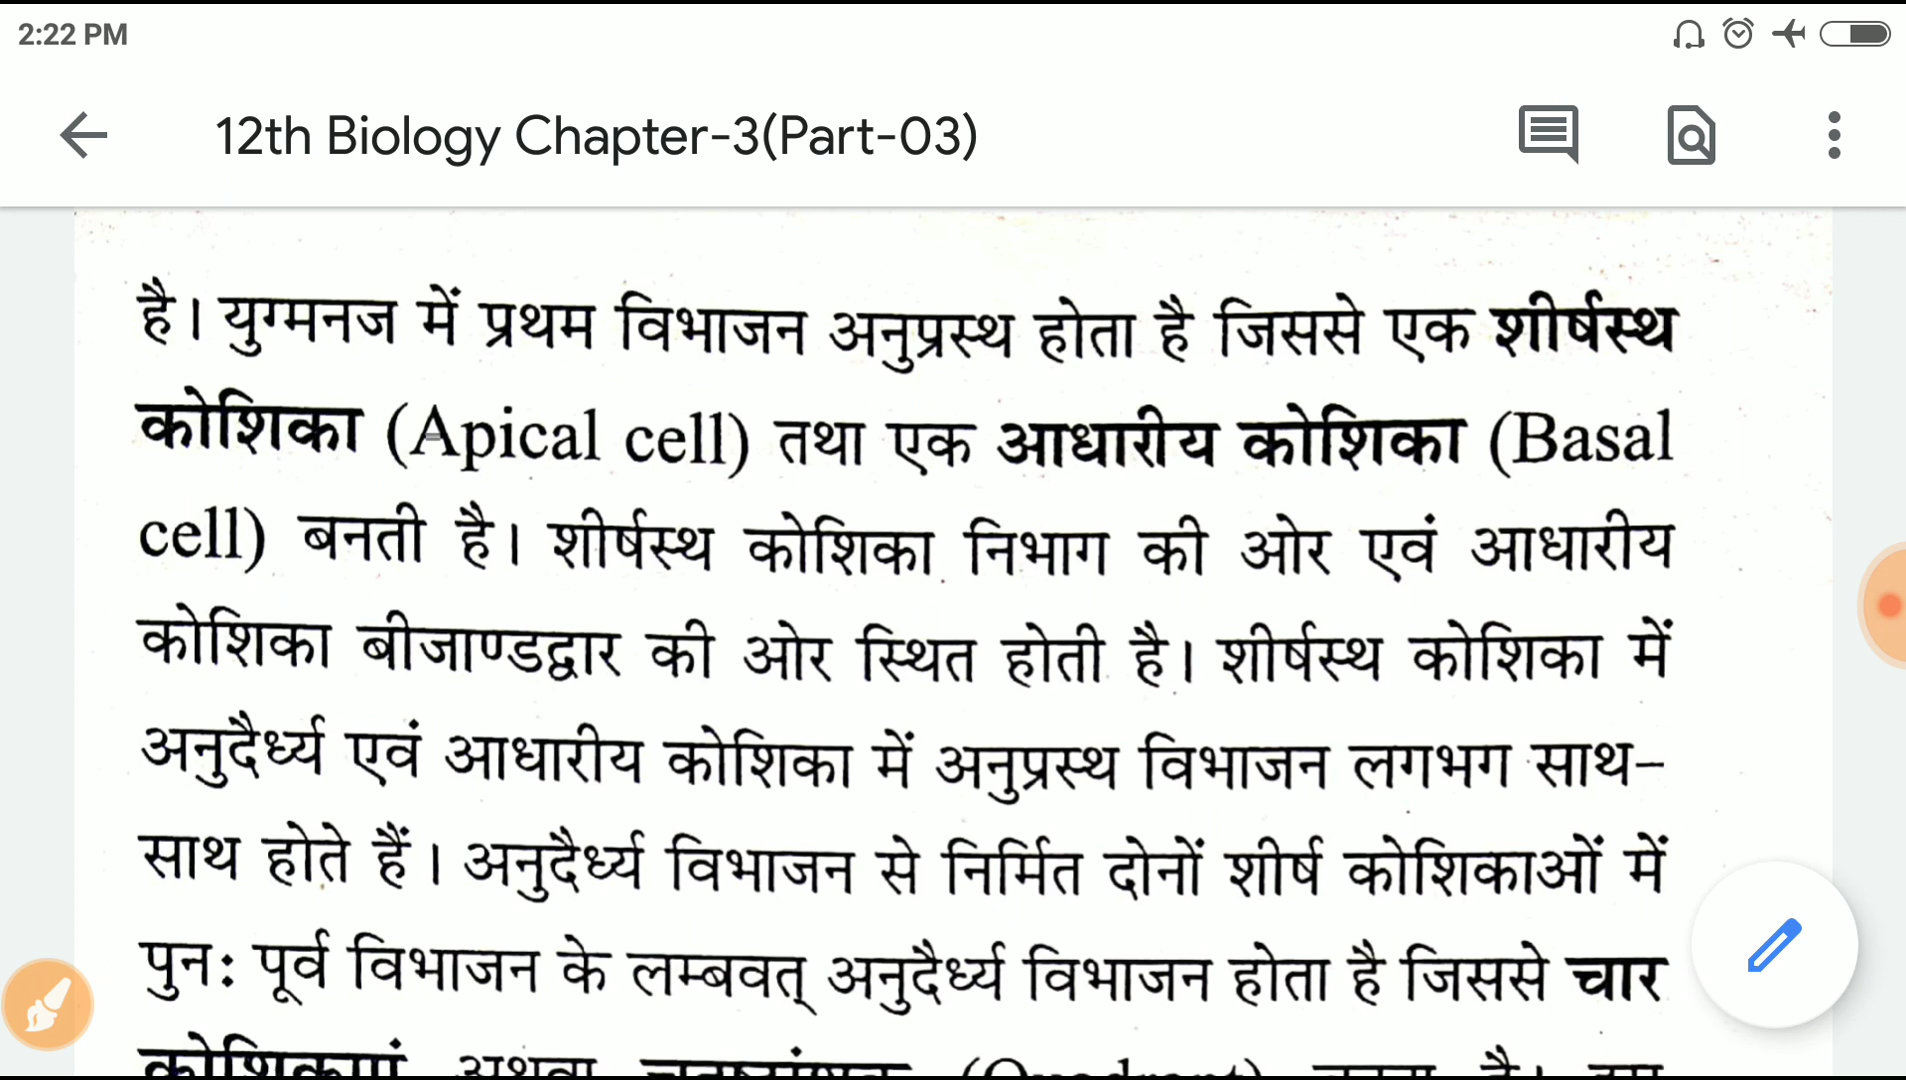 2:22 PM
12th Biology Chapter-3(Part-03)
है। युग्मनज में प्रथम विभाजन अनुप्रस्थ होता है जिससे एक शीर्षस्थ
कोशिका (Apical cell) तथा एक आधारीय कोशिका (Basal
cell) बनती है। शीर्षस्थ कोशिका निभाग की ओर एवं आधारीय
कोशिका बीजाण्डद्वार की ओर स्थित होती है। शीर्षस्थ कोशिका में
अनुदैर्ध्य एवं आधारीय कोशिका में अनुप्रस्थ विभाजन लगभग साथ-
साथ होते हैं। अनुदैर्ध्य विभाजन से निर्मित दोनों शीर्ष कोशिकाओं में
पुनः पूर्व विभाजन के लम्बवत् अनुदैर्ध्य विभाजन होता है जिससे चार
कोशिकाएं अथवा (Quadrant) है।